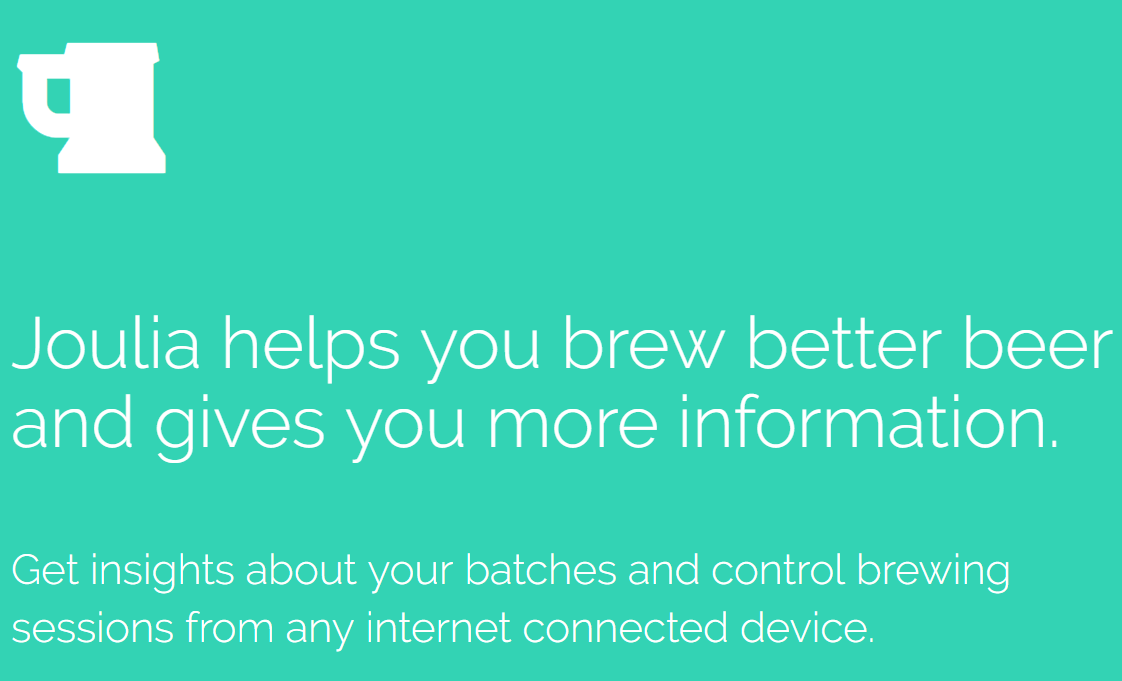 Joulia helps you brew better beer
and gives you more information.
Get insights about your batches and control brewing
sessions from any internet connected device.